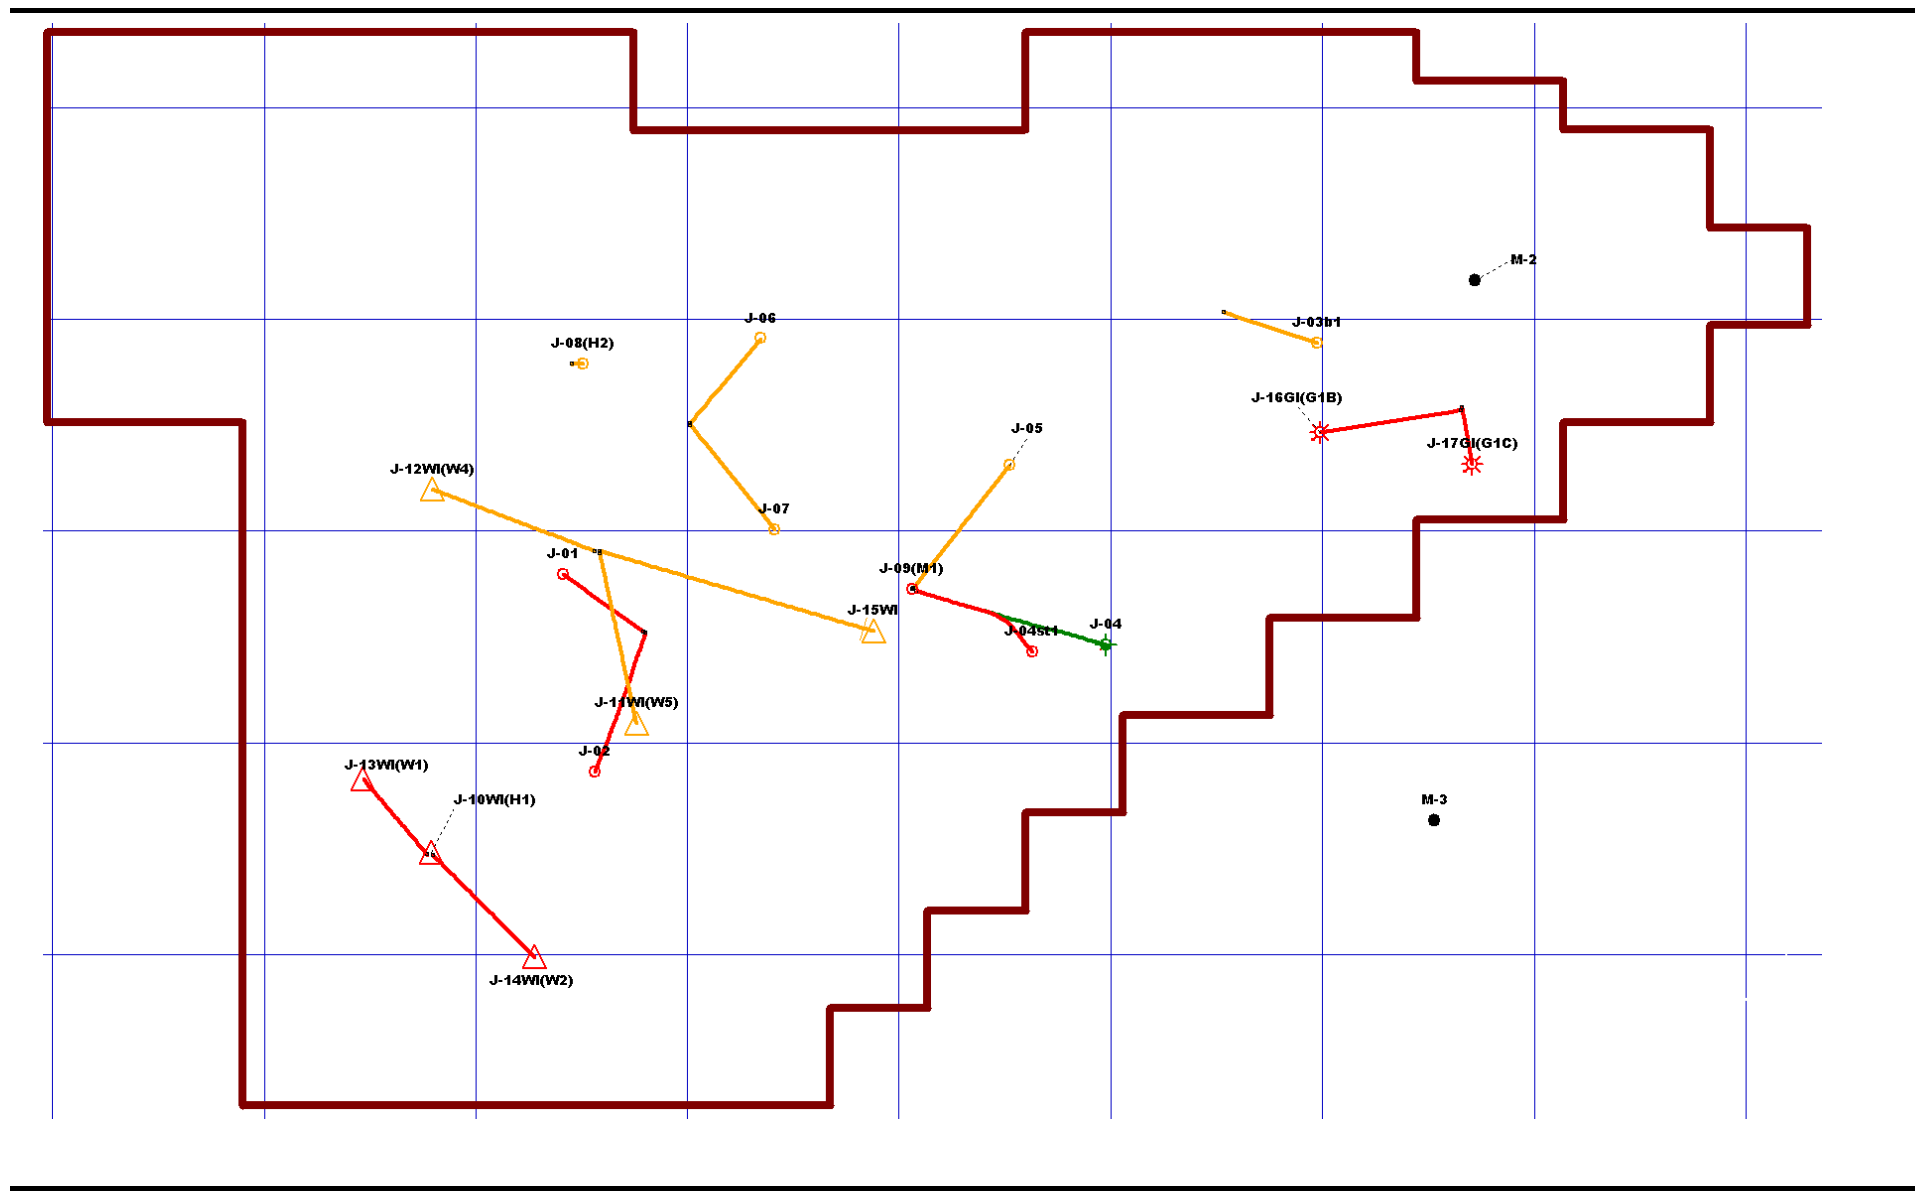 M-2
J-06
J-03b1
J-08(H2)
J-16GI(G1B)
J-05
J-17GI(G1C)
J-12WI(W4)
J-07
J-01
J-09(M1)
J-15WI
J-04
J-04st1
J-11WI(W5)
J-02
J-13WI(W1)
J-10WI(H1)
M-3
J-14WI(W2)